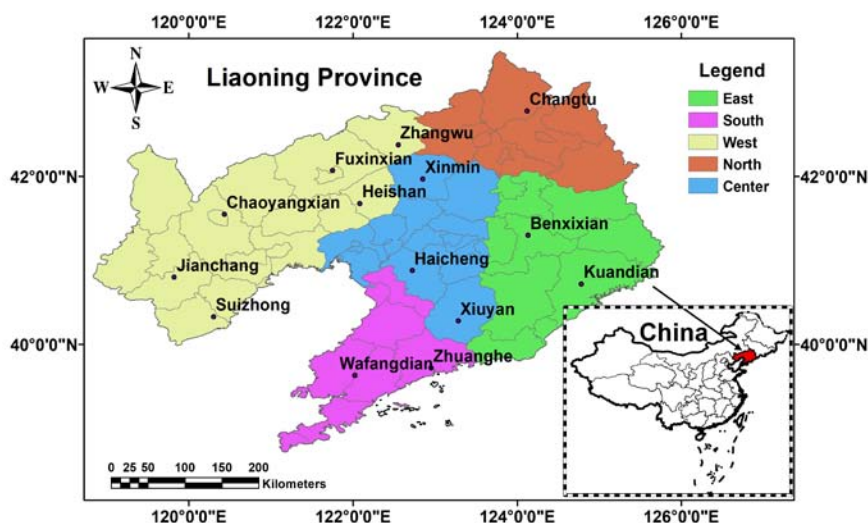 120°0'0"E 122°0'0"E 124°0'0"E 126°0'0"E
N
W E
S
Liaoning Province
Legend
East
South
West
North
Center
Changtu
Zhangwu
Fuxinxian
Xinmin
42°0'0"N 42°0'0"N
Heishan
Chaoyangxian
Benxixian
Haicheng
Jianchang
Kuandian
Suizhong
Xiuyan
China
40°0'0"N 40°0'0"N
Zhuanghe
Wafangdian
0 25 50 100 150 200
Kilometers
120°0'0"E 122°0'0"E 124°0'0"E 126°0'0"E